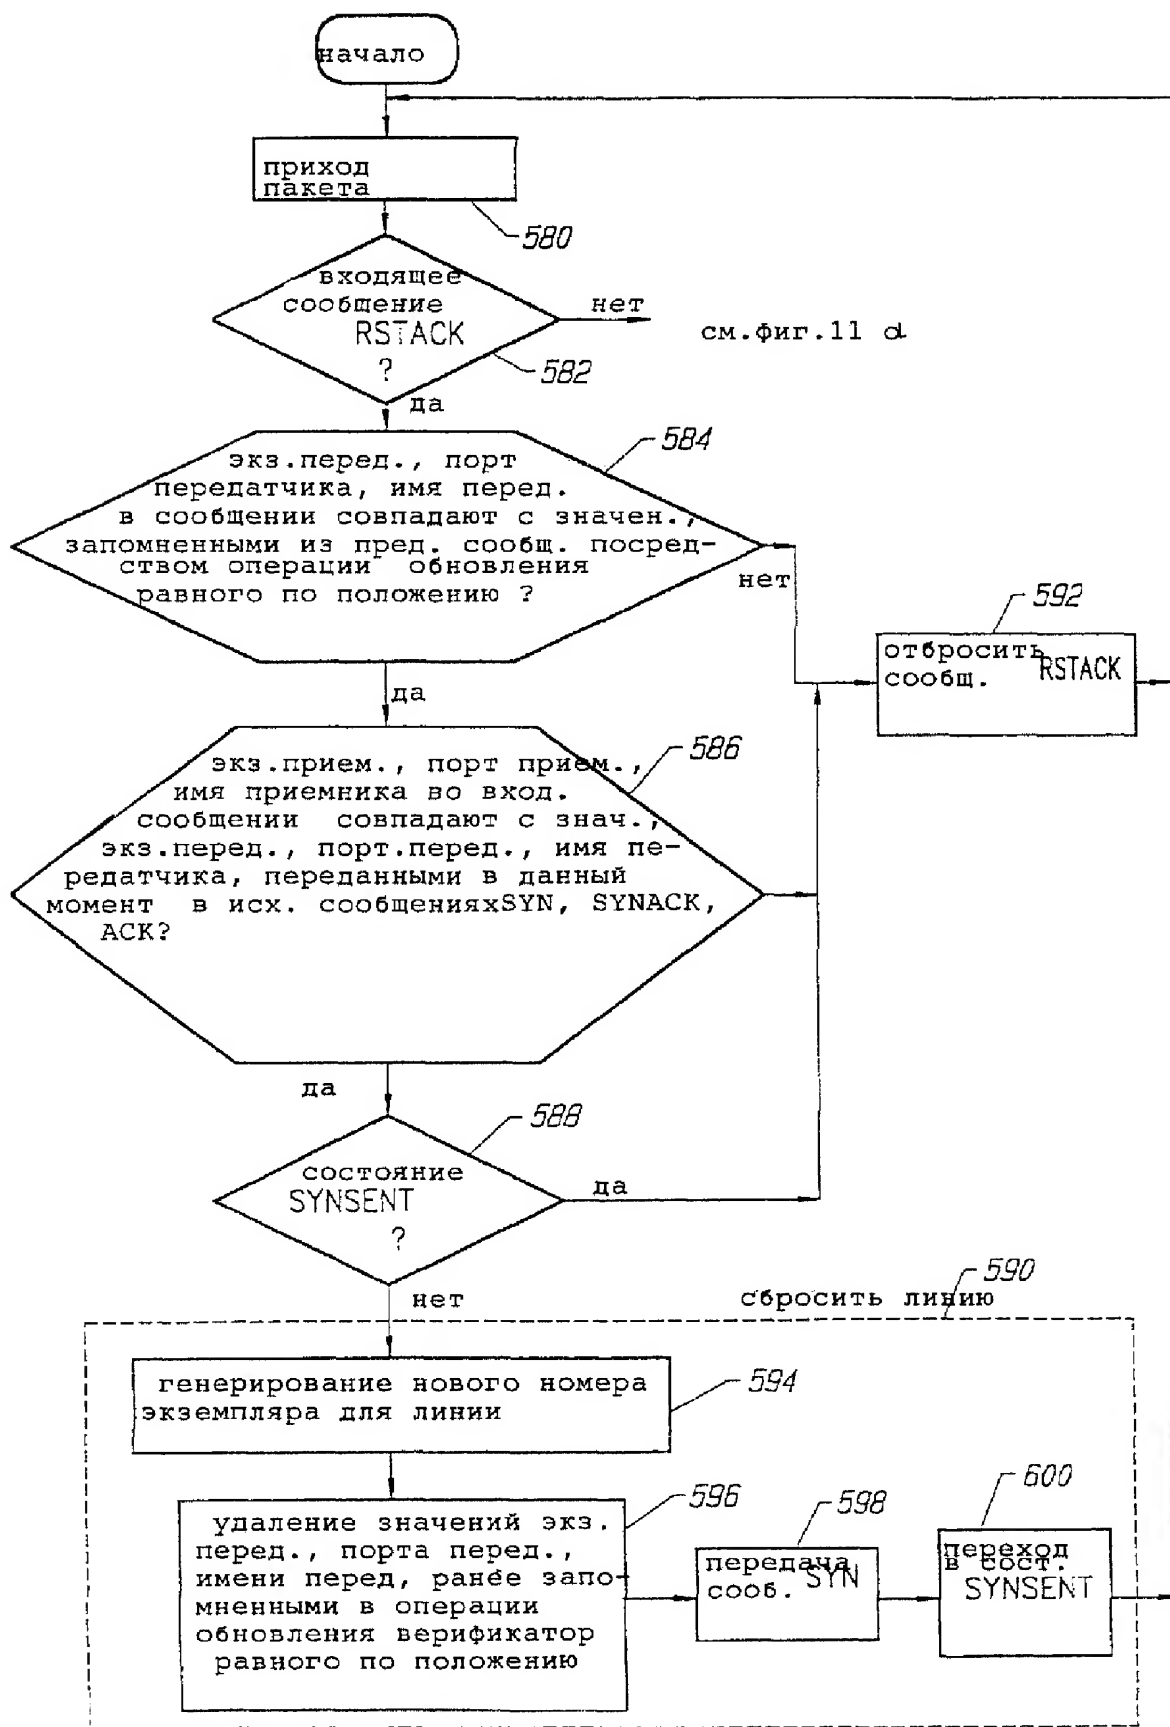 начало
приход
пакета
580
входящее
сообщение
RSTACK
?
нет
см.фиг.11 d
582
да
584
экз.перед., порт
передатчика, имя перед.
в сообщении совпадают с значен.,
запомненными из пред. сообщ. посред-
ством операции обновления
равного по положению ?
нет
592
отбросить
сообщ. RSTACK
да
586
экз.прием., порт прием.,
имя приемника во вход.
сообщении совпадают с знач.,
экз.перед., порт.перед., имя пе-
редатчика, переданными в данный
момент в исх. сообщенияхSYN, SYNACK,
ACK?
да
588
состояние
SYNSENT
?
да
нет
590
сбросить линию
генерирование нового номера
экземпляра для линии
594
596
удаление значений экз.
перед., порта перед.,
имени перед, ранее запо-
мненными в операции
обновления верификатор
равного по положению
598
передача
сооб. SYN
600
переход
в сост.
SYNSENT